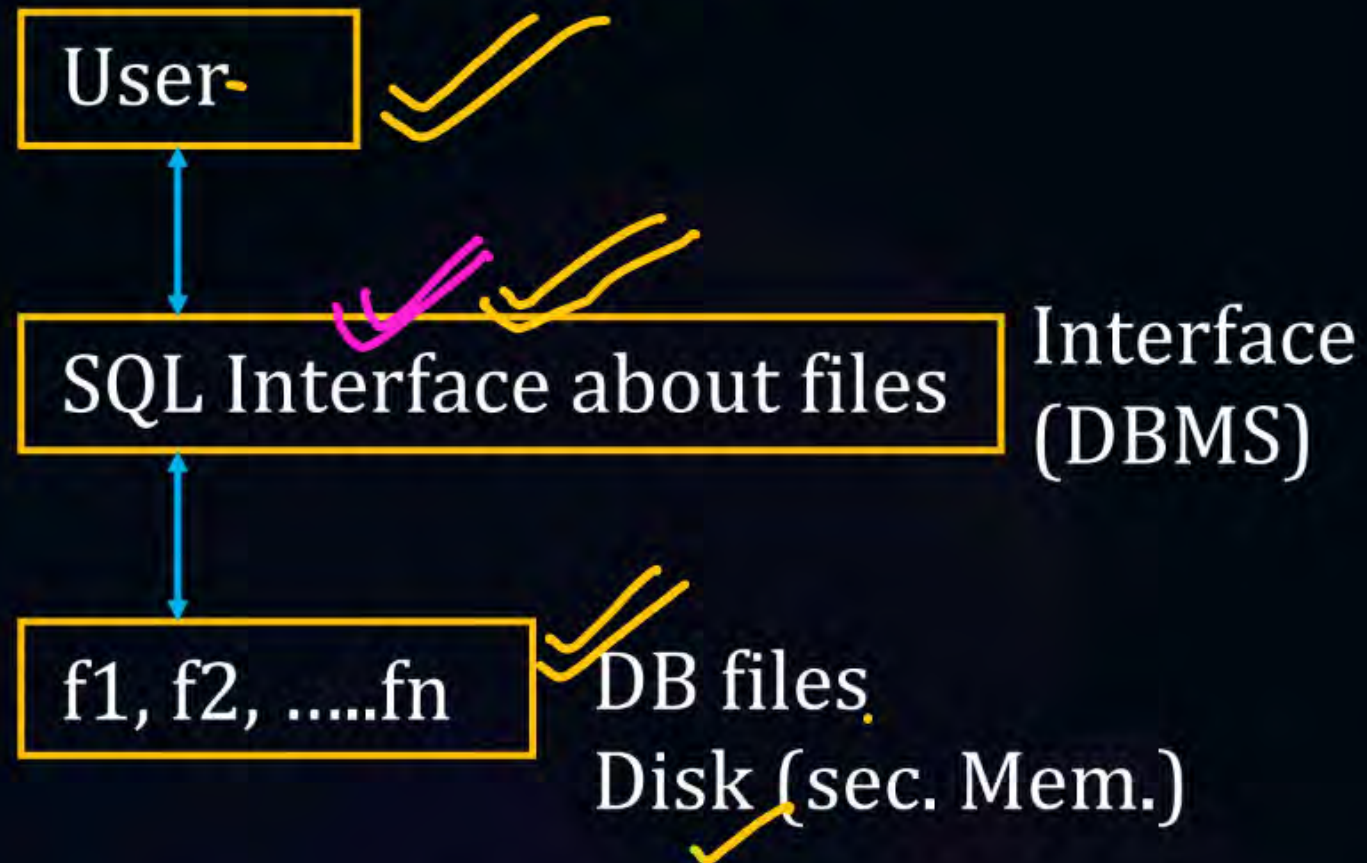 User
SQL Interface about files
Interface
(DBMS)
f1, f2, .....fn
DB files
Disk (sec. Mem.)